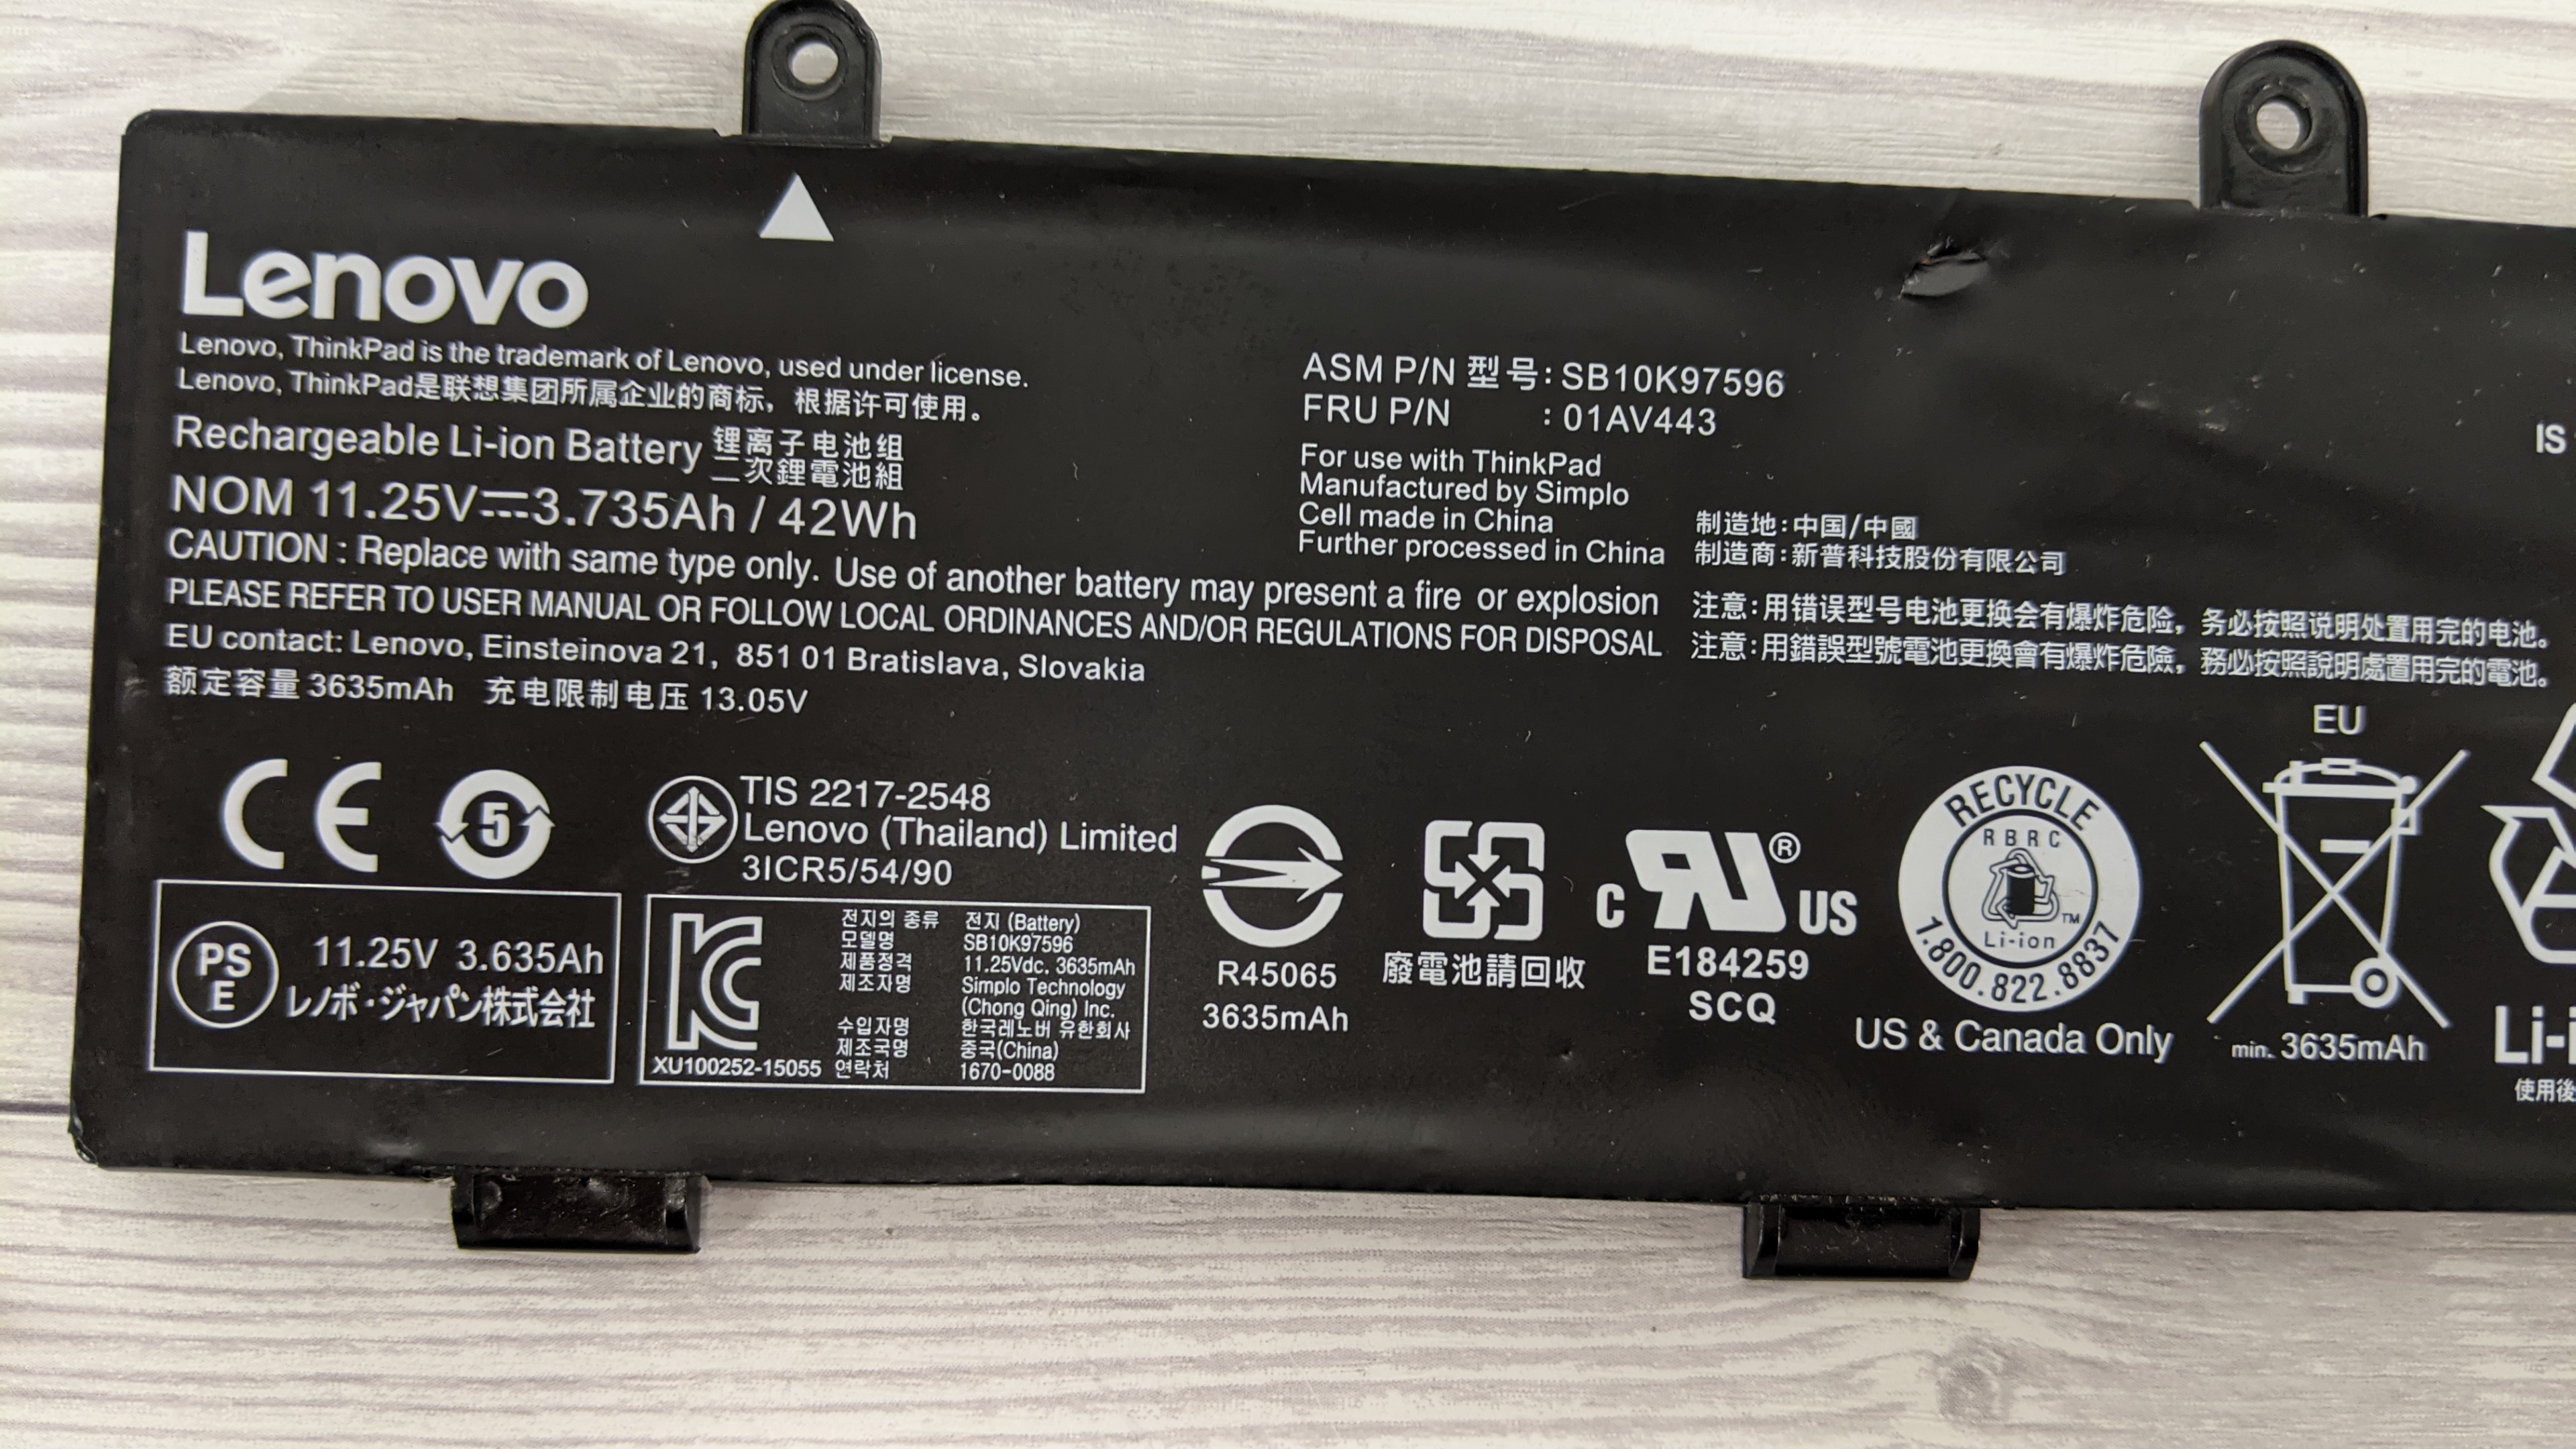 Lenovo
Lenovo, ThinkPad is the trademark of Lenovo, used under license.
Lenovo, ThinkPad是联想集团所属企业的商标，根据许可使用。
Rechargeable Li-ion Battery 锂离子电池组
二次鋰電池組
NOM 11.25V⎓3.735Ah / 42Wh
CAUTION : Replace with same type only. Use of another battery may present a fire or explosion
PLEASE REFER TO USER MANUAL OR FOLLOW LOCAL ORDINANCES AND/OR REGULATIONS FOR DISPOSAL
EU contact: Lenovo, Einsteinova 21, 851 01 Bratislava, Slovakia
额定容量 3635mAh 充电限制电压 13.05V
ASM P/N 型号: SB10K97596
FRU P/N : 01AV443
For use with ThinkPad
Manufactured by Simplo
Cell made in China
Further processed in China
制造地:中国/中國
制造商:新普科技股份有限公司
注意:用错误型号电池更换会有爆炸危险，务必按照说明处置用完的电池。
注意:用錯誤型號電池更換會有爆炸危險，務必按照説明處置用完的電池。
IS
CE
5
TIS 2217-2548
Lenovo (Thailand) Limited
3ICR5/54/90
PS
E
11.25V 3.635Ah
レノボ・ジャパン株式会社
KC
XU100252-15055
전지의 종류 전지 (Battery)
모델명 SB10K97596
제품정격 11.25Vdc, 3635mAh
제조자명 Simplo Technology
(Chong Qing) Inc.
수입자명 한국레노버 유한회사
제조국명 중국(China)
연락처 1670-0088
R45065
3635mAh
廢電池請回收
C RU ® US
E184259
SCQ
RECYCLE
RBRC
TM
Li-ion
1.800.822.8837
US & Canada Only
EU
min. 3635mAh
Li-i
使用後